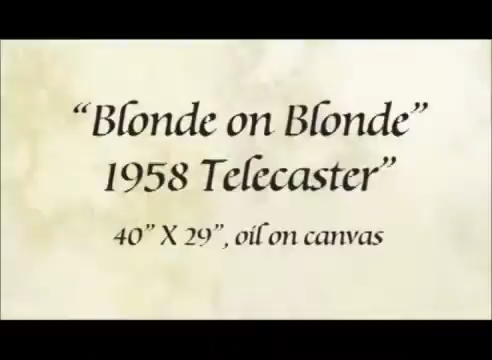 “Blonde on Blonde”
1958 Telecaster”
40” X 29”, oil on canvas